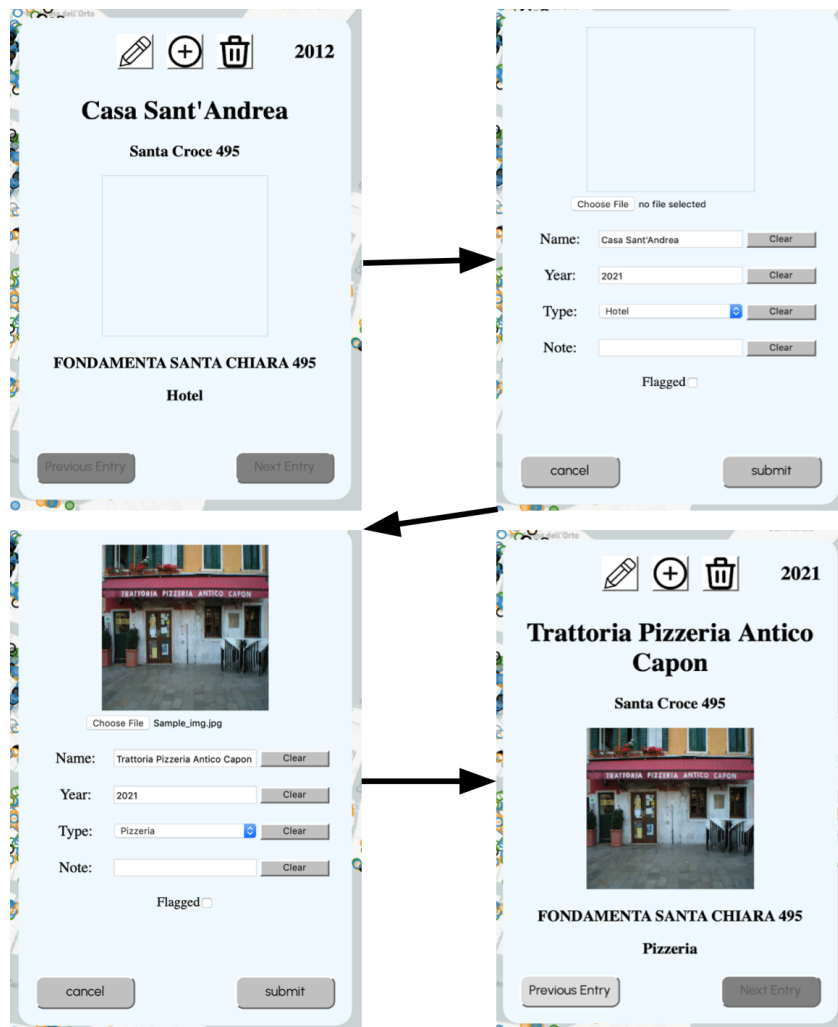 dell'Orto
2012
Casa Sant'Andrea
Santa Croce 495
FONDAMENTA SANTA CHIARA 495
Hotel
Previous Entry Next Entry
Choose File no file selected
Name: Casa Sant'Andrea Clear
Year: 2021 Clear
Type: Hotel Clear
Note: Clear
Flagged
cancel submit
TRATTORIA PIZZERIA ANTICO CAPON
Choose File Sample_img.jpg
Name: Trattoria Pizzeria Antico Capon Clear
Year: 2021 Clear
Type: Pizzeria Clear
Note: Clear
Flagged
cancel submit
dell'Orto
2021
Trattoria Pizzeria Antico
Capon
Santa Croce 495
TRATTORIA PIZZERIA ANTICO CAPON
FONDAMENTA SANTA CHIARA 495
Pizzeria
Previous Entry Next Entry